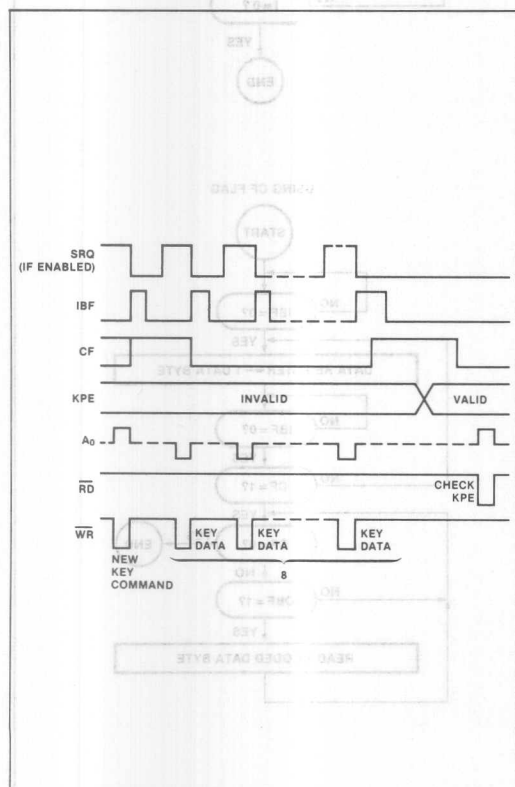 SRQ
(IF ENABLED)
IBF
CF
KPE
INVALID
VALID
A0
RD
CHECK
KPE
WR
KEY
DATA
KEY
DATA
KEY
DATA
NEW
KEY
COMMAND
8